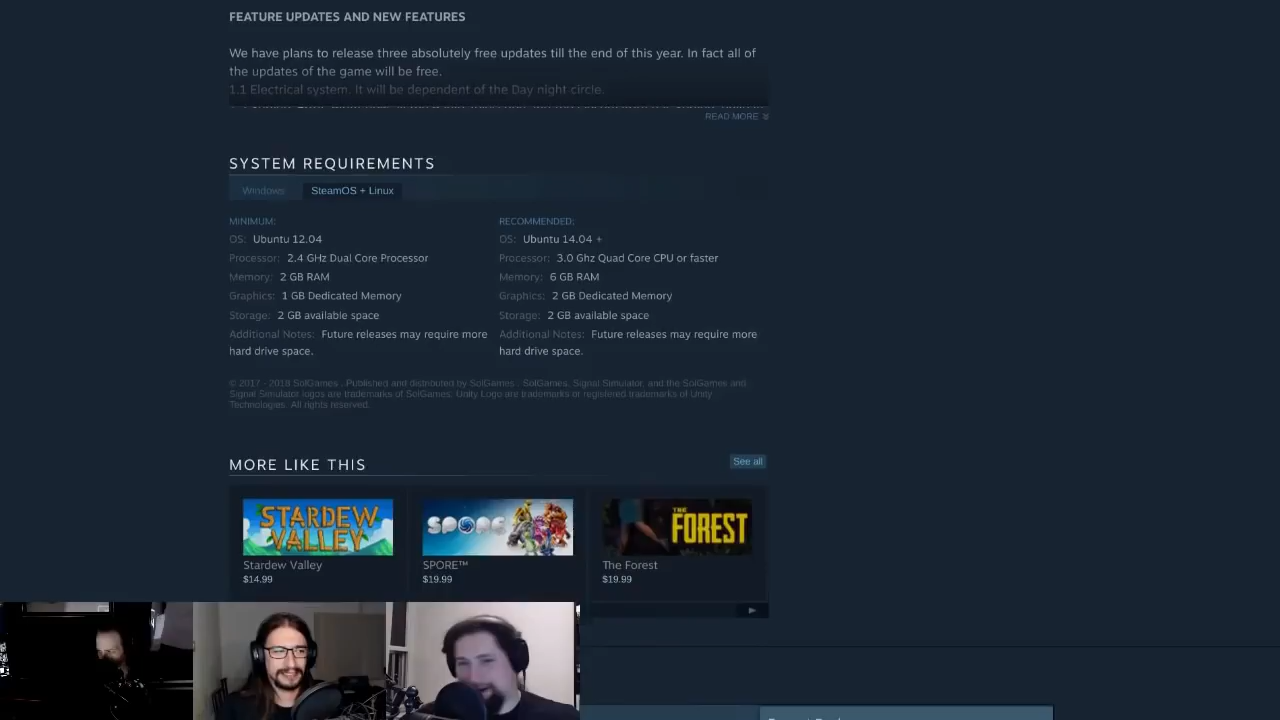 FEATURE UPDATES AND NEW FEATURES
We have plans to release three absolutely free updates till the end of this year. In fact all of
the updates of the game will be free.
1.1 Electrical system. It will be dependent of the Day night circle.
READ MORE
SYSTEM REQUIREMENTS
Windows
SteamOS + Linux
MINIMUM:
OS: Ubuntu 12.04
Processor: 2.4 GHz Dual Core Processor
Memory: 2 GB RAM
Graphics: 1 GB Dedicated Memory
Storage: 2 GB available space
Additional Notes: Future releases may require more
hard drive space.
RECOMMENDED:
OS: Ubuntu 14.04 +
Processor: 3.0 Ghz Quad Core CPU or faster
Memory: 6 GB RAM
Graphics: 2 GB Dedicated Memory
Storage: 2 GB available space
Additional Notes: Future releases may require more
hard drive space.
© 2017 - 2018 SolGames . Published and distributed by SolGames . SolGames, Signal Simulator, and the SolGames and
Signal Simulator logos are trademarks of SolGames. Unity Logo are trademarks or registered trademarks of Unity
Technologies. All rights reserved.
MORE LIKE THIS
See all
STARDEW
VALLEY
Stardew Valley
$14.99
SPORE
SPORE™
$19.99
THE
FOREST
The Forest
$19.99